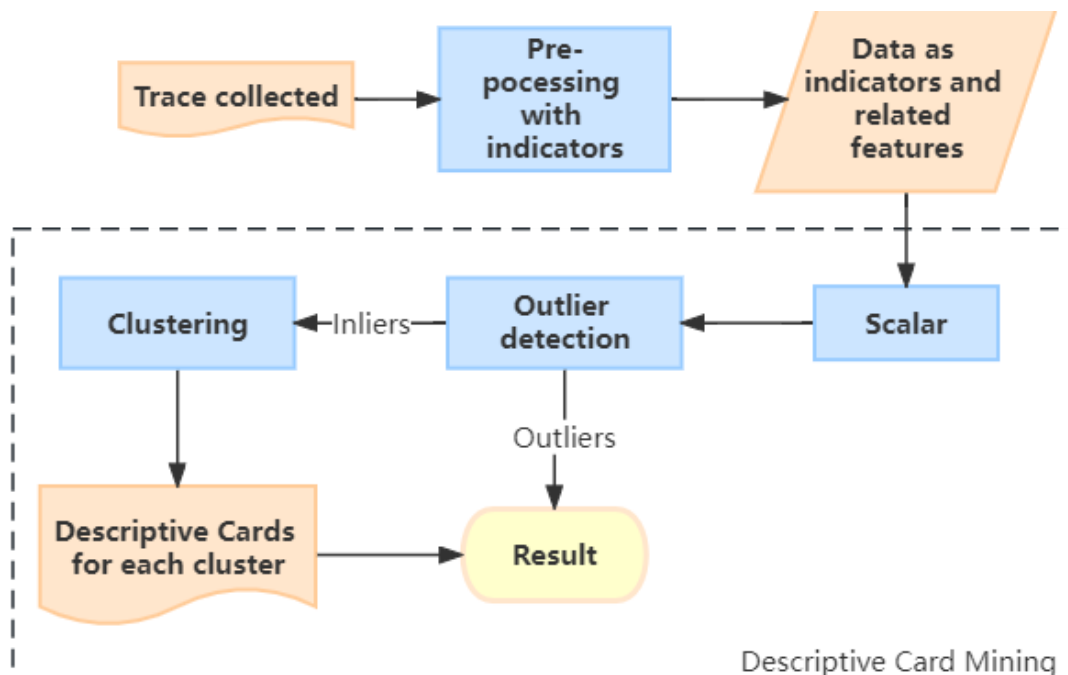 Trace collected
Pre-
pocessing
with
indicators
Data as
indicators and
related
features
Clustering
Inliers
Outlier
detection
Scalar
Outliers
Descriptive Cards
for each cluster
Result
Descriptive Card Mining